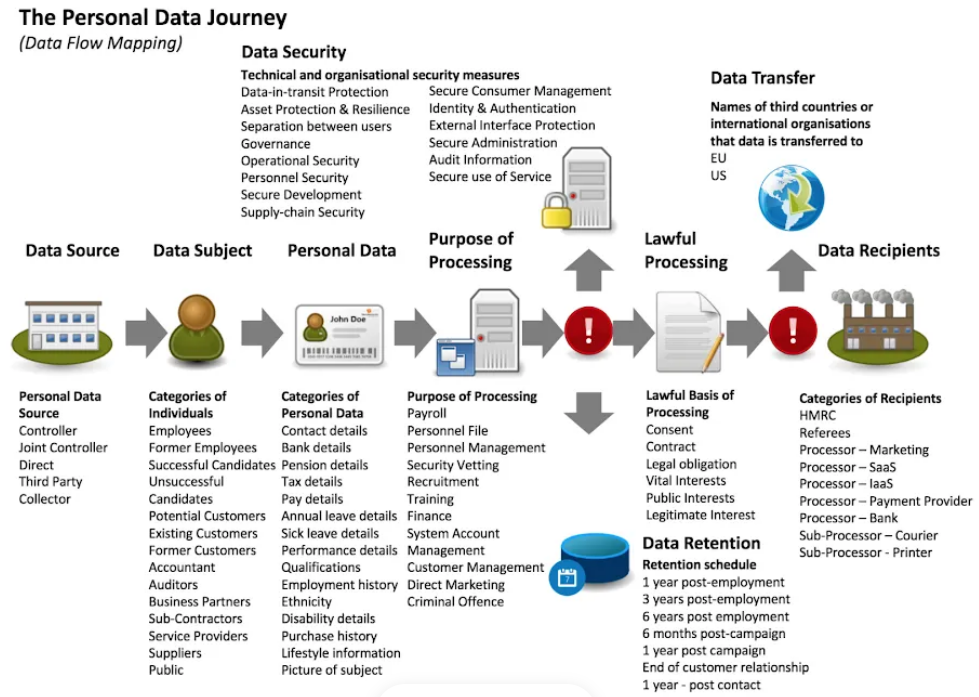 The Personal Data Journey
(Data Flow Mapping)
Data Security
Technical and organisational security measures
Data-in-transit Protection
Asset Protection & Resilience
Separation between users
Governance
Operational Security
Personnel Security
Secure Development
Supply-chain Security
Secure Consumer Management
Identity & Authentication
External Interface Protection
Secure Administration
Audit Information
Secure use of Service
Data Transfer
Names of third countries or
international organisations
that data is transferred to
EU
US
Data Source
Data Subject
Personal Data
Purpose of
Processing
Lawful
Processing
Data Recipients
John Doe
!
!
Personal Data
Source
Controller
Joint Controller
Direct
Third Party
Collector
Categories of
Individuals
Employees
Former Employees
Successful Candidates
Unsuccessful
Candidates
Potential Customers
Existing Customers
Former Customers
Accountant
Auditors
Business Partners
Sub-Contractors
Service Providers
Suppliers
Public
Categories of
Personal Data
Contact details
Bank details
Pension details
Tax details
Pay details
Annual leave details
Sick leave details
Performance details
Qualifications
Employment history
Ethnicity
Disability details
Purchase history
Lifestyle information
Picture of subject
Purpose of Processing
Payroll
Personnel File
Personnel Management
Security Vetting
Recruitment
Training
Finance
System Account
Management
Customer Management
Direct Marketing
Criminal Offence
Lawful Basis of
Processing
Consent
Contract
Legal obligation
Vital Interests
Public Interests
Legitimate Interest
7
Data Retention
Retention schedule
1 year post-employment
3 years post-employment
6 years post employment
6 months post-campaign
1 year post campaign
End of customer relationship
1 year - post contact
Categories of Recipients
HMRC
Referees
Processor – Marketing
Processor – SaaS
Processor – IaaS
Processor – Payment Provider
Processor – Bank
Sub-Processor – Courier
Sub-Processor - Printer